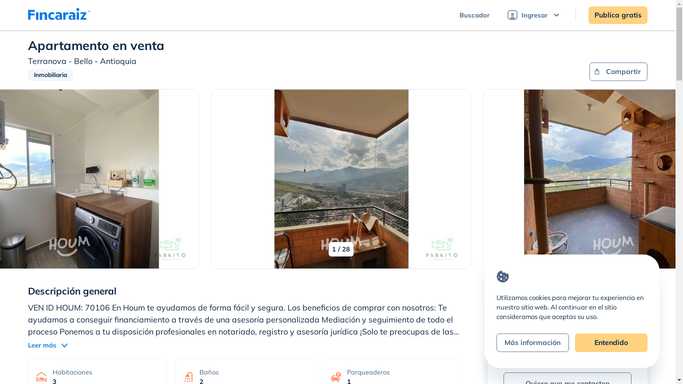 Fincaraiz
Buscador
Ingresar
Publica gratis
Apartamento en venta
Terranova - Bello - Antioquia
Inmobiliaria
Compartir
HOUM
HOUM
1 / 28
HOUM
Descripción general
VEN ID HOUM: 70106 En Houm te ayudamos de forma fácil y segura. Los beneficios de comprar con nosotros: Te
ayudamos a conseguir financiamiento a través de una asesoría personalizada Mediación y seguimiento de todo el
proceso Ponemos a tu disposición profesionales en notariado, registro y asesoría jurídica ¡Solo te preocupas de las...
Leer más
Habitaciones
3
Baños
2
Parqueaderos
1
Utilizamos cookies para mejorar tu experiencia en
nuestro sitio web. Al continuar en el sitio
consideramos que aceptas su uso.
Más información
Entendido
Quiero que me contacten